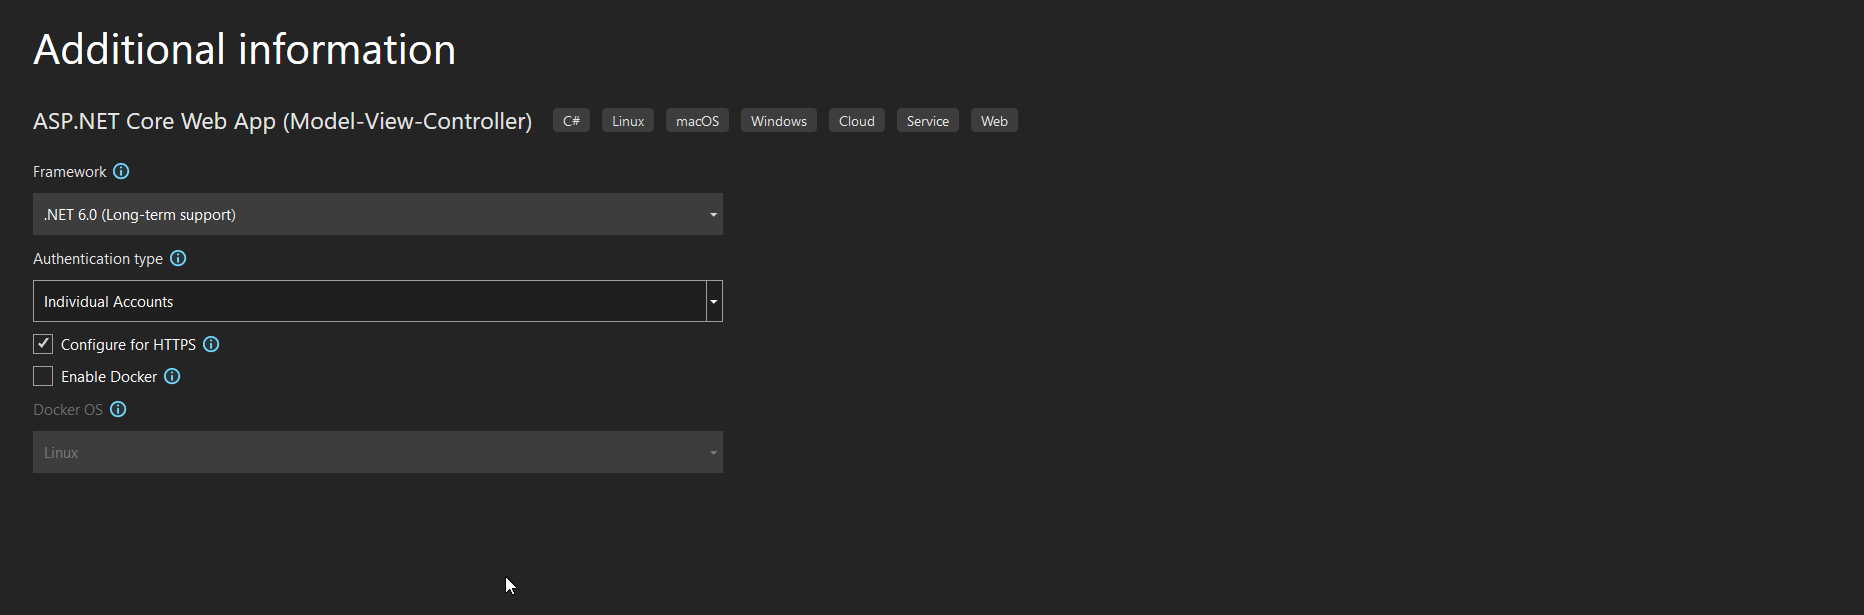 Additional information
ASP.NET Core Web App (Model-View-Controller) C# Linux macOS Windows Cloud Service Web
Framework
.NET 6.0 (Long-term support)
Authentication type
Individual Accounts
Configure for HTTPS
Enable Docker
Docker OS
Linux